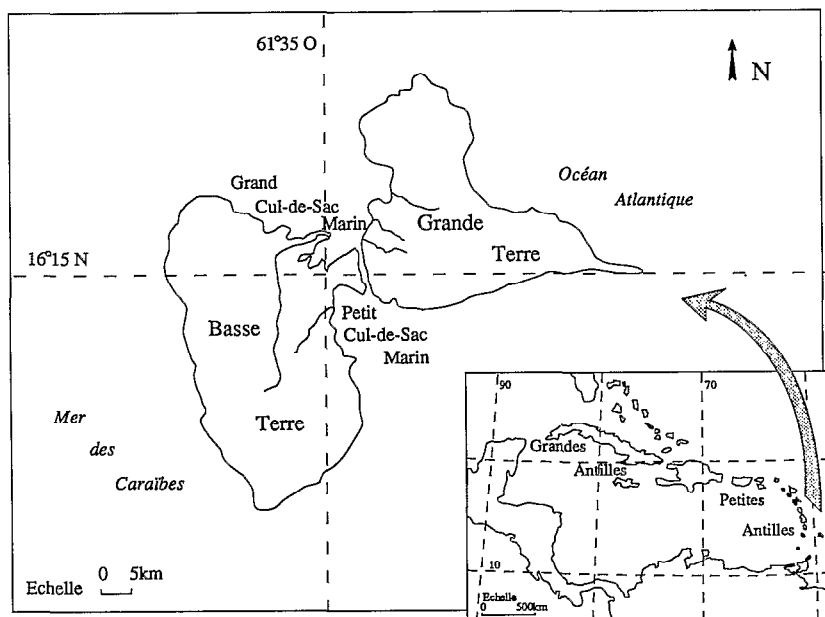 61°35 O
N
Océan
Atlantique
Grand
Cul-de-Sac
Marin
Grande
Terre
16°15 N
Basse
Petit
Cul-de-Sac
Marin
Terre
Mer
des
Caraïbes
Echelle 0 5km
90 70
Grandes
Antilles
Petites
Antilles
10
Echelle
0 500km